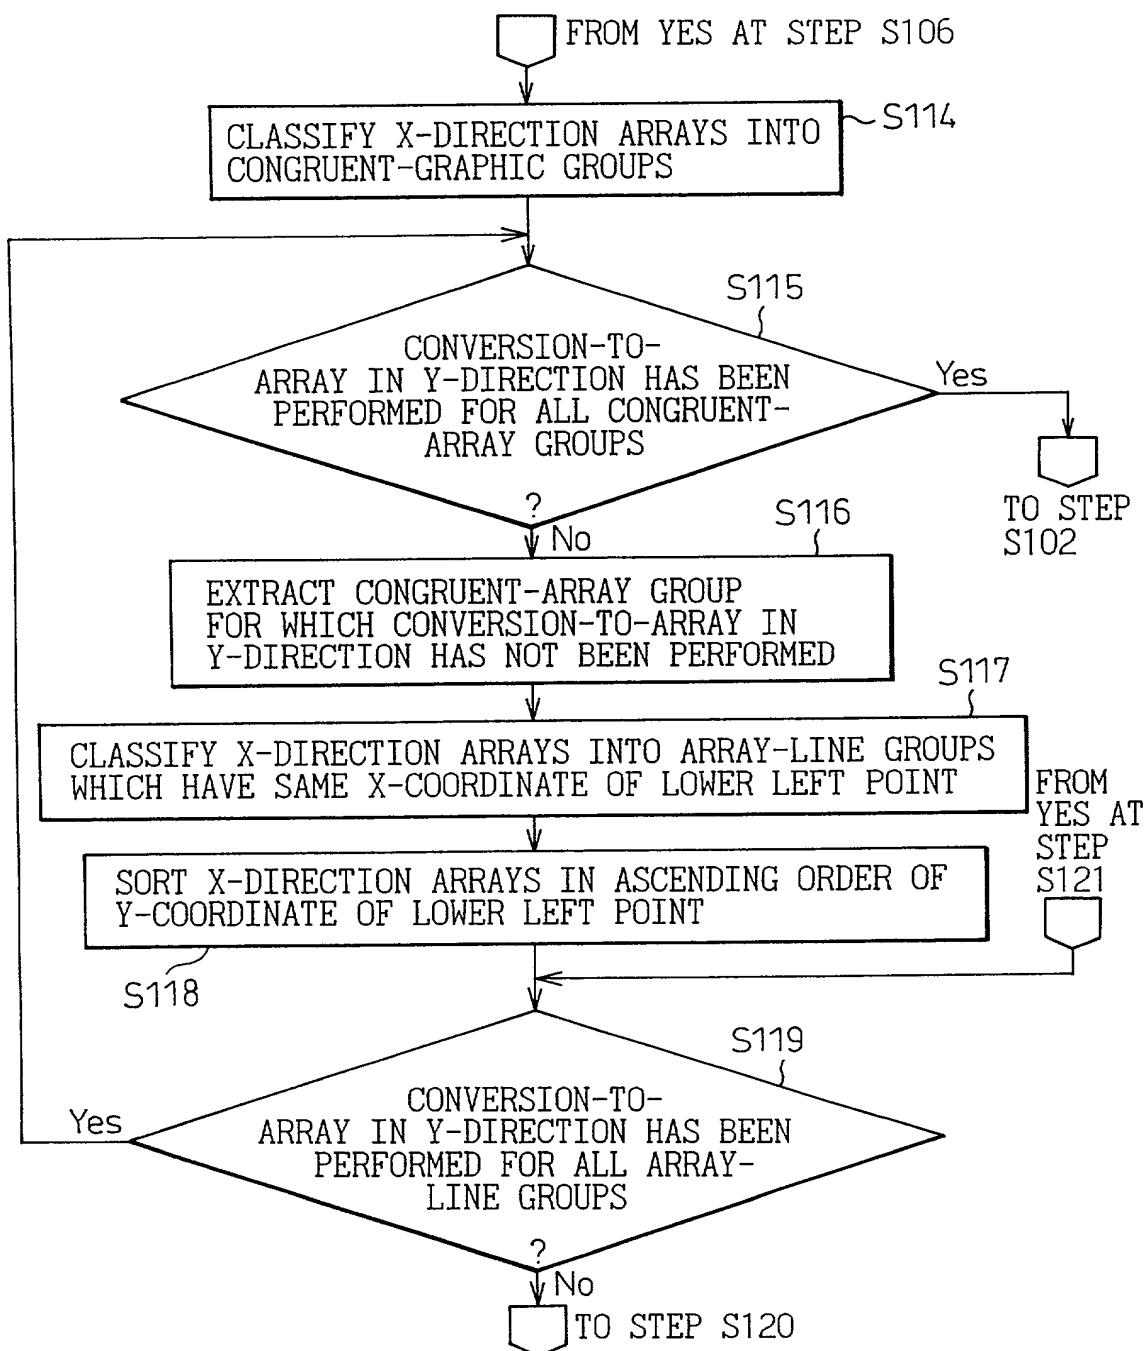 FROM YES AT STEP S106
S114
CLASSIFY X-DIRECTION ARRAYS INTO
CONGRUENT-GRAPHIC GROUPS
S115
CONVERSION-TO-
ARRAY IN Y-DIRECTION HAS BEEN
PERFORMED FOR ALL CONGRUENT-
ARRAY GROUPS
?
Yes
TO STEP
S102
No
S116
EXTRACT CONGRUENT-ARRAY GROUP
FOR WHICH CONVERSION-TO-ARRAY IN
Y-DIRECTION HAS NOT BEEN PERFORMED
S117
CLASSIFY X-DIRECTION ARRAYS INTO ARRAY-LINE GROUPS
WHICH HAVE SAME X-COORDINATE OF LOWER LEFT POINT
FROM
YES AT
STEP
S121
SORT X-DIRECTION ARRAYS IN ASCENDING ORDER OF
Y-COORDINATE OF LOWER LEFT POINT
S118
S119
CONVERSION-TO-
ARRAY IN Y-DIRECTION HAS BEEN
PERFORMED FOR ALL ARRAY-
LINE GROUPS
?
Yes
No
TO STEP S120